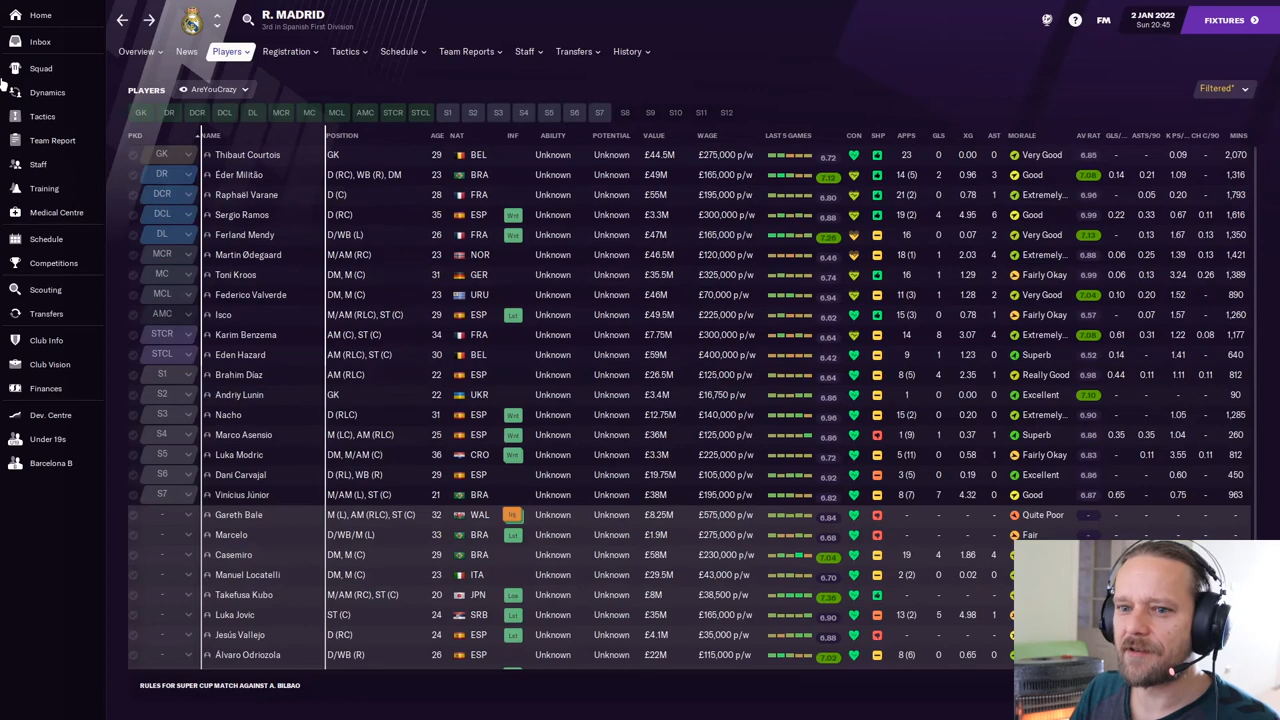 Home
Inbox
Squad
Dynamics
Tactics
Team Report
Staff
Training
Medical Centre
Schedule
Competitions
Scouting
Transfers
Club Info
Club Vision
Finances
Dev. Centre
Under 19s
Barcelona B
R. MADRID
3rd in Spanish First Division
FM
2 JAN 2022
Sun 20:45
FIXTURES
Overview News Players Registration Tactics Schedule Team Reports Staff Transfers History
PLAYERS AreYouCrazy Filtered*
GK DR DCR DCL DL MCR MC MCL AMC STCR STCL S1 S2 S3 S4 S5 S6 S7 S8 S9 S10 S11 S12
PKD NAME POSITION AGE NAT INF ABILITY POTENTIAL VALUE WAGE LAST 5 GAMES CON SHP APPS GLS XG AST MORALE AV RAT GLS/... ASTS/90 K PS/... CH C/90 MINS
GK Thibaut Courtois GK 29 BEL Unknown Unknown £44.5M £275,000 p/w 6.72 23 0 0.00 0 Very Good 6.85 - - 0.09 - 2,070
DR Éder Militão D (RC), WB (R), DM 23 BRA Unknown Unknown £49M £165,000 p/w 7.12 14 (5) 2 0.96 3 Good 7.08 0.14 0.21 1.09 - 1,316
DCR Raphaël Varane D (C) 28 FRA Unknown Unknown £165,000 p/w 6.80 21 (2) 0 0.78 1 Extremely... 6.96 - 0.05 0.20 - 1,793
DCL Sergio Ramos D (RC) 35 ESP Wnt Unknown Unknown £3.3M £300,000 p/w 6.88 19 (2) 4 4.95 6 Good 6.99 0.22 0.33 0.67 0.11 1,616
DL Ferland Mendy D/WB (L) 26 FRA Wnt Unknown Unknown £47M £165,000 p/w 7.26 16 0 0.07 2 Very Good 7.13 - 0.13 1.67 0.13 1,350
MCR Martin Ødegaard M/AM (RC) 23 NOR Unknown Unknown £46.5M £120,000 p/w 6.46 18 (1) 1 2.03 4 Extremely... 6.88 0.06 0.25 1.39 0.13 1,421
MC Toni Kroos DM, M (C) 31 GER Unknown Unknown £35.5M £325,000 p/w 6.74 16 1 1.29 2 Fairly Okay 6.99 0.06 0.13 3.24 0.26 1,389
MCL Federico Valverde DM, M (C) 23 URU Unknown Unknown £46M £70,000 p/w 6.94 11 (3) 1 1.28 2 Very Good 7.04 0.10 0.20 1.52 - 890
AMC Isco M/AM (RLC), ST (C) 29 ESP Lst Unknown Unknown £49.5M £225,000 p/w 6.62 15 (3) 0 0.75 1 Fairly Okay 6.57 - 0.07 1.57 - 1,260
STCR Karim Benzema AM (C), ST (C) 34 FRA Unknown Unknown £7.75M £300,000 p/w 6.64 14 8 3.07 4 Extremely... 7.08 0.61 0.31 1.22 0.08 1,177
STCL Eden Hazard AM (RLC), ST (C) 30 BEL Unknown Unknown £59M £400,000 p/w 6.42 9 1 1.23 0 Superb 6.52 0.14 - 1.41 - 640
S1 Brahim Díaz AM (RLC) 22 ESP Unknown Unknown £26.5M £125,000 p/w 6.64 8 (5) 4 2.35 1 Really Good 6.98 0.44 0.11 1.11 0.11 812
S2 Andriy Lunin GK 22 UKR Unknown Unknown £3.4M £16,750 p/w 6.86 1 0 0.00 0 Excellent 7.10 - - - - 90
S3 Nacho D (RLC) 31 ESP Wnt Unknown Unknown £12.75M £140,000 p/w 6.96 15 (2) 0 0.20 0 Extremely... 6.90 - - 1.05 - 1,285
S4 Marco Asensio M (LC), AM (RLC) 25 ESP Wnt Unknown Unknown £36M £125,000 p/w 6.86 1 (9) 1 0.37 1 Superb 6.86 0.35 0.35 1.04 - 260
S5 Luka Modric DM, M/AM (C) 36 CRO Wnt Unknown Unknown £3.3M £225,000 p/w 6.72 5 (11) 0 0.58 1 Fairly Okay 6.83 - 0.11 3.55 0.11 812
S6 Dani Carvajal D (RL), WB (R) 29 ESP Unknown Unknown £19.75M £105,000 p/w 6.92 3 (5) 0 0.19 0 Excellent 6.86 - - 0.60 - 450
S7 Vinícius Júnior M/AM (L), ST (C) 21 BRA Unknown Unknown £38M £195,000 p/w 6.82 8 (7) 7 4.32 0 Good 6.87 0.65 - 0.75 - 963
- Gareth Bale M (L), AM (RLC), ST (C) 32 WAL Inj Unknown Unknown £8.25M £575,000 p/w 6.84 - - - - Quite Poor - - - - - -
- Marcelo D/WB/M (L) 33 BRA Lst Unknown Unknown £1.9M £275,000 p/w 6.68 - - - - Fair
- Casemiro DM, M (C) 29 BRA Unknown Unknown £58M £230,000 p/w 7.04 19 4 1.86 4
- Manuel Locatelli DM, M (C) 23 ITA Unknown Unknown £29.5M £43,000 p/w 6.70 2 (2) 0 0.02 0
- Takefusa Kubo M/AM (RC), ST (C) 20 JPN Loa Unknown Unknown £8M £38,500 p/w 7.36 - - - -
- Luka Jovic ST (C) 24 SRB Lst Unknown Unknown £35M £165,000 p/w 6.90 13 (2) 5 4.98 1
- Jesús Vallejo D (RC) 24 ESP Lst Unknown Unknown £4.1M £35,000 p/w 6.88 - - - -
- Álvaro Odriozola D/WB (R) 26 ESP Unknown Unknown £22M £115,000 p/w 7.02 8 (6) - 0.65 -
RULES FOR SUPER CUP MATCH AGAINST A. BILBAO